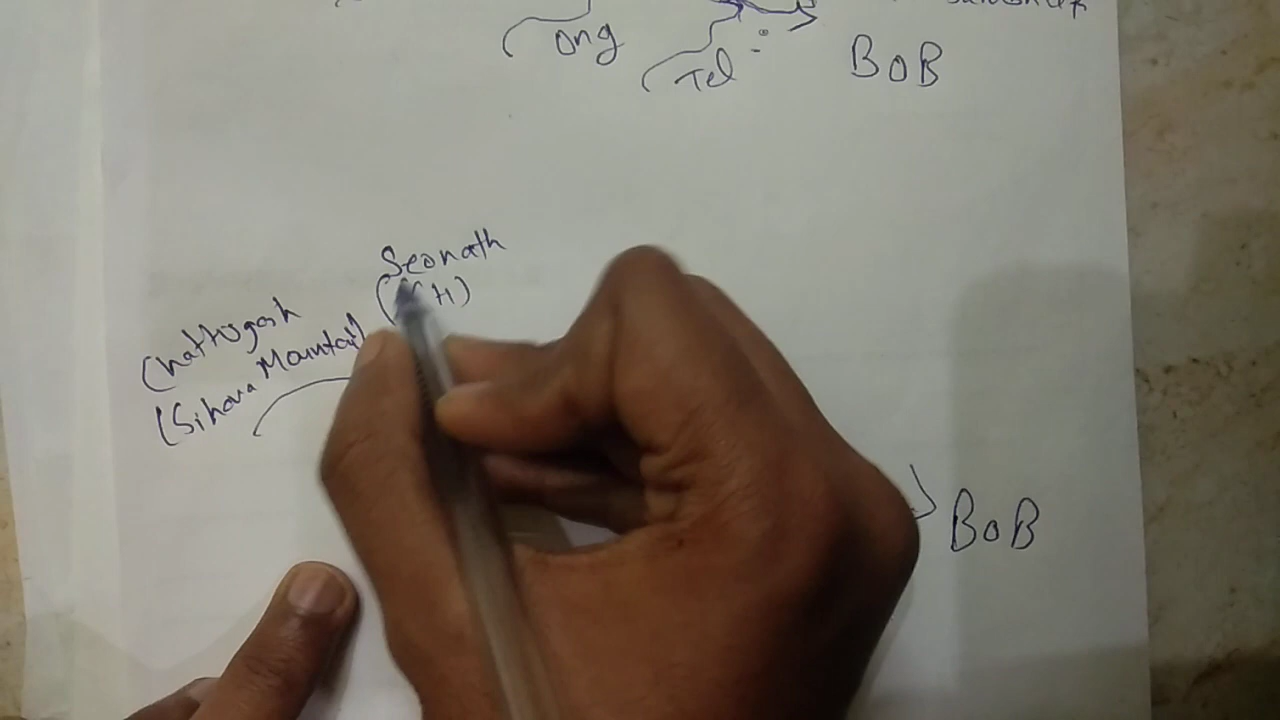 Ong
Tel
BOB
Seonath
Chattisgarh
(Sihava Mountain)
BOB